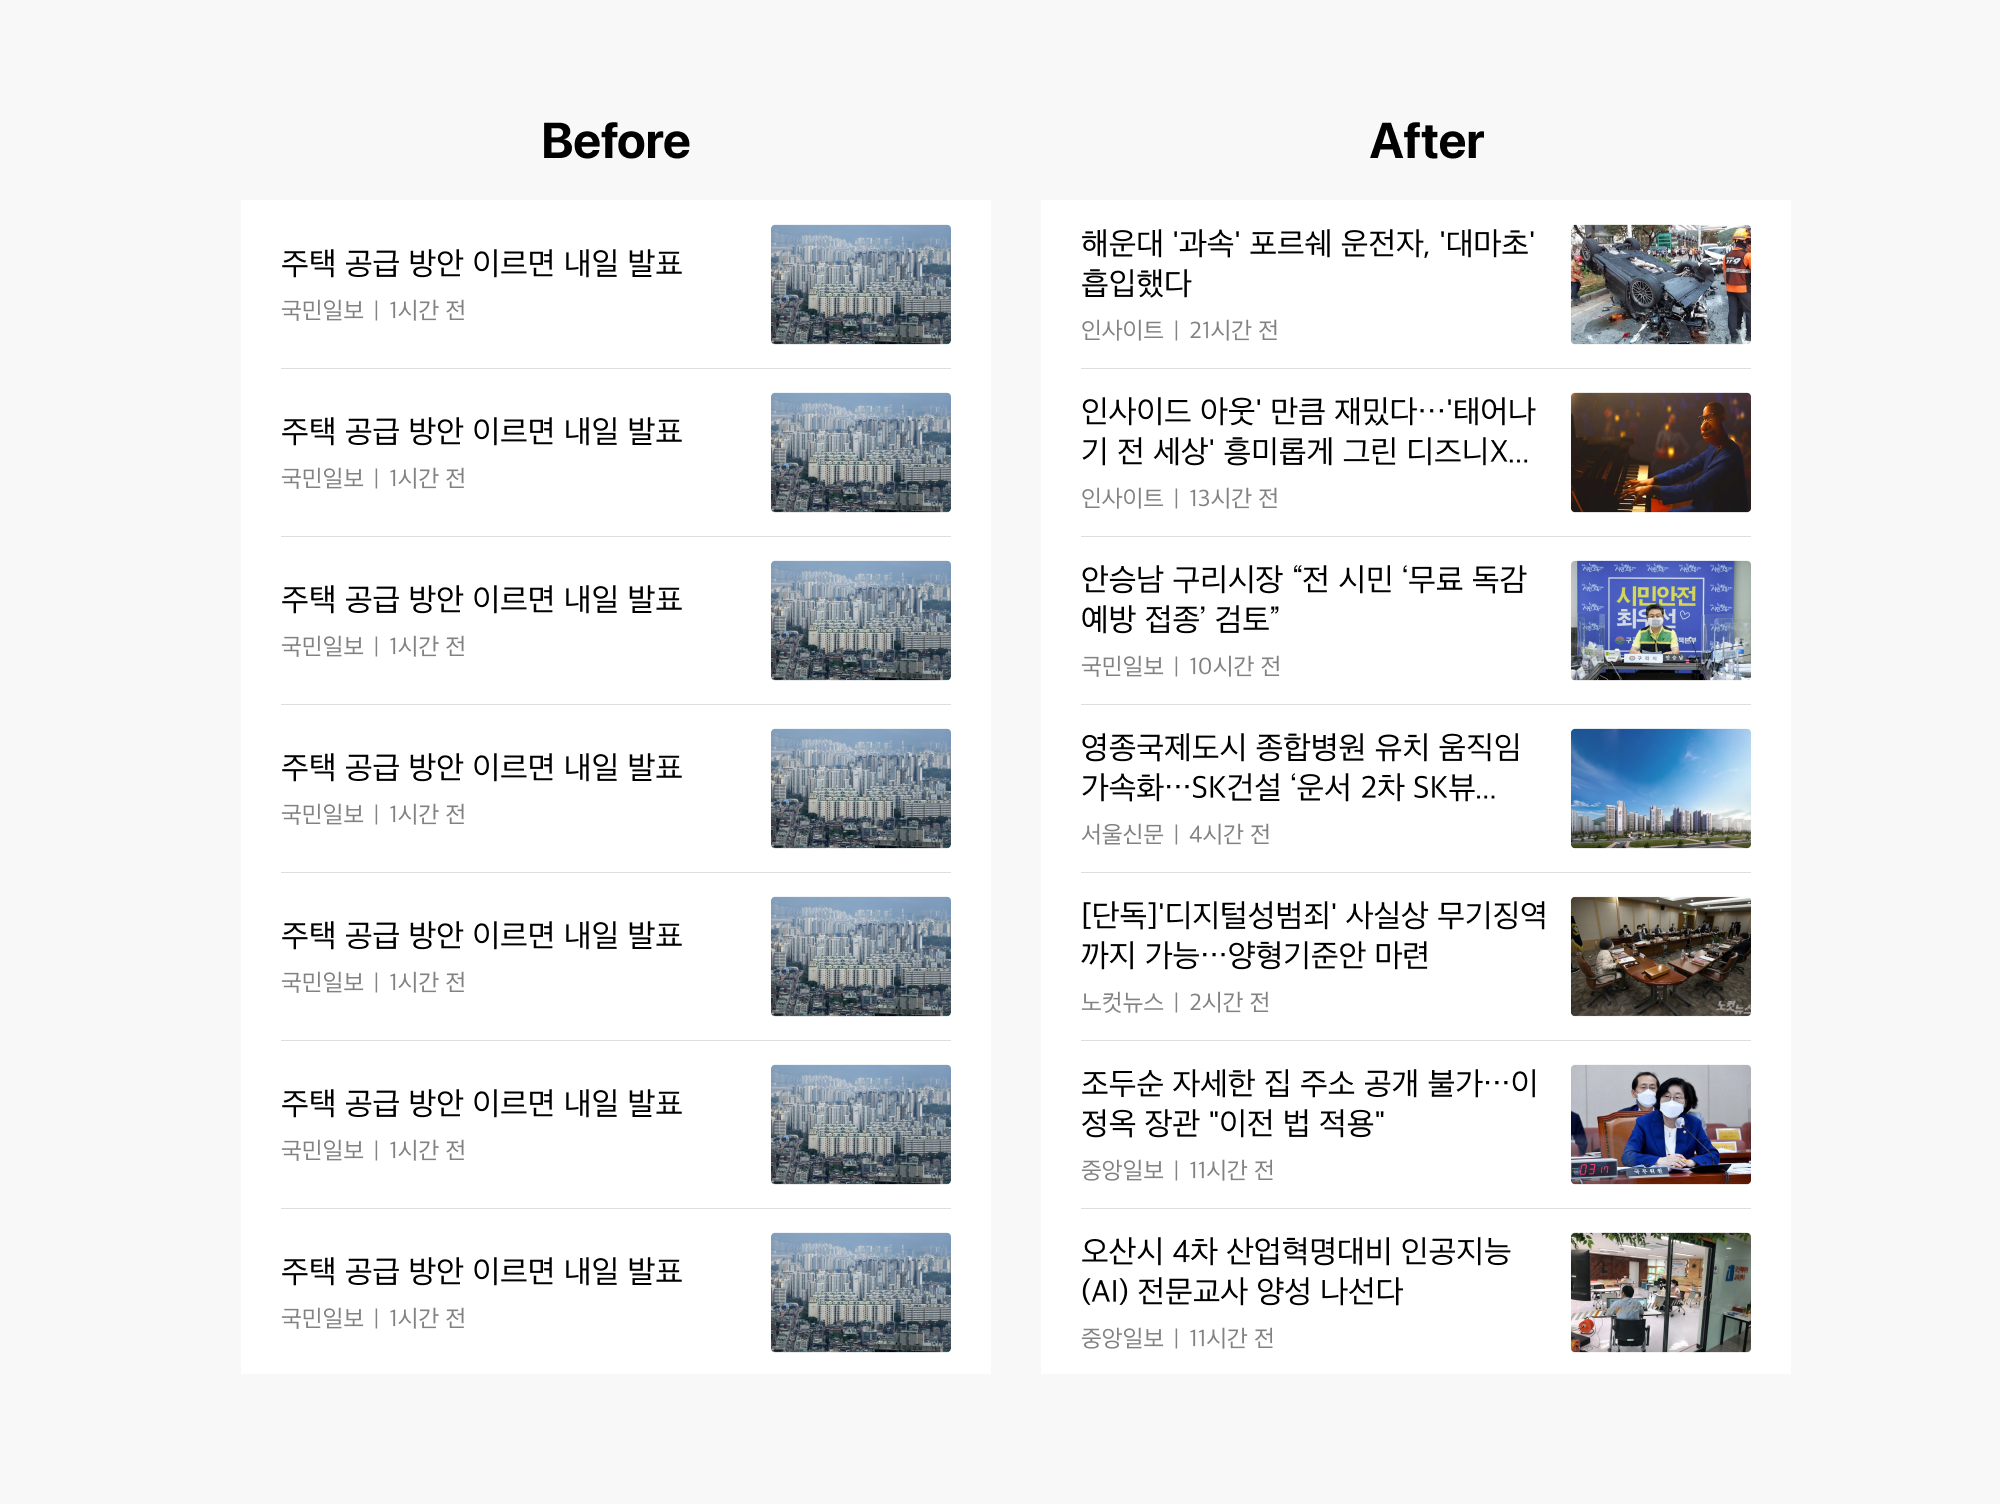 Before
주택 공급 방안 이르면 내일 발표
국민일보 | 1시간 전
주택 공급 방안 이르면 내일 발표
국민일보 | 1시간 전
주택 공급 방안 이르면 내일 발표
국민일보 | 1시간 전
주택 공급 방안 이르면 내일 발표
국민일보 | 1시간 전
주택 공급 방안 이르면 내일 발표
국민일보 | 1시간 전
주택 공급 방안 이르면 내일 발표
국민일보 | 1시간 전
주택 공급 방안 이르면 내일 발표
국민일보 | 1시간 전
After
해운대 '과속' 포르쉐 운전자, '대마초'
흡입했다
인사이트 | 21시간 전
인사이드 아웃' 만큼 재밌다…'태어나
기 전 세상' 흥미롭게 그린 디즈니X...
인사이트 | 13시간 전
안승남 구리시장 “전 시민 ‘무료 독감
예방 접종’ 검토”
국민일보 | 10시간 전
시민안전
영종국제도시 종합병원 유치 움직임
가속화…SK건설 ‘운서 2차 SK뷰...
서울신문 | 4시간 전
[단독]'디지털성범죄' 사실상 무기징역
까지 가능…양형기준안 마련
노컷뉴스 | 2시간 전
노컷뉴스
조두순 자세한 집 주소 공개 불가…이
정옥 장관 "이전 법 적용"
중앙일보 | 11시간 전
오산시 4차 산업혁명대비 인공지능
(AI) 전문교사 양성 나선다
중앙일보 | 11시간 전